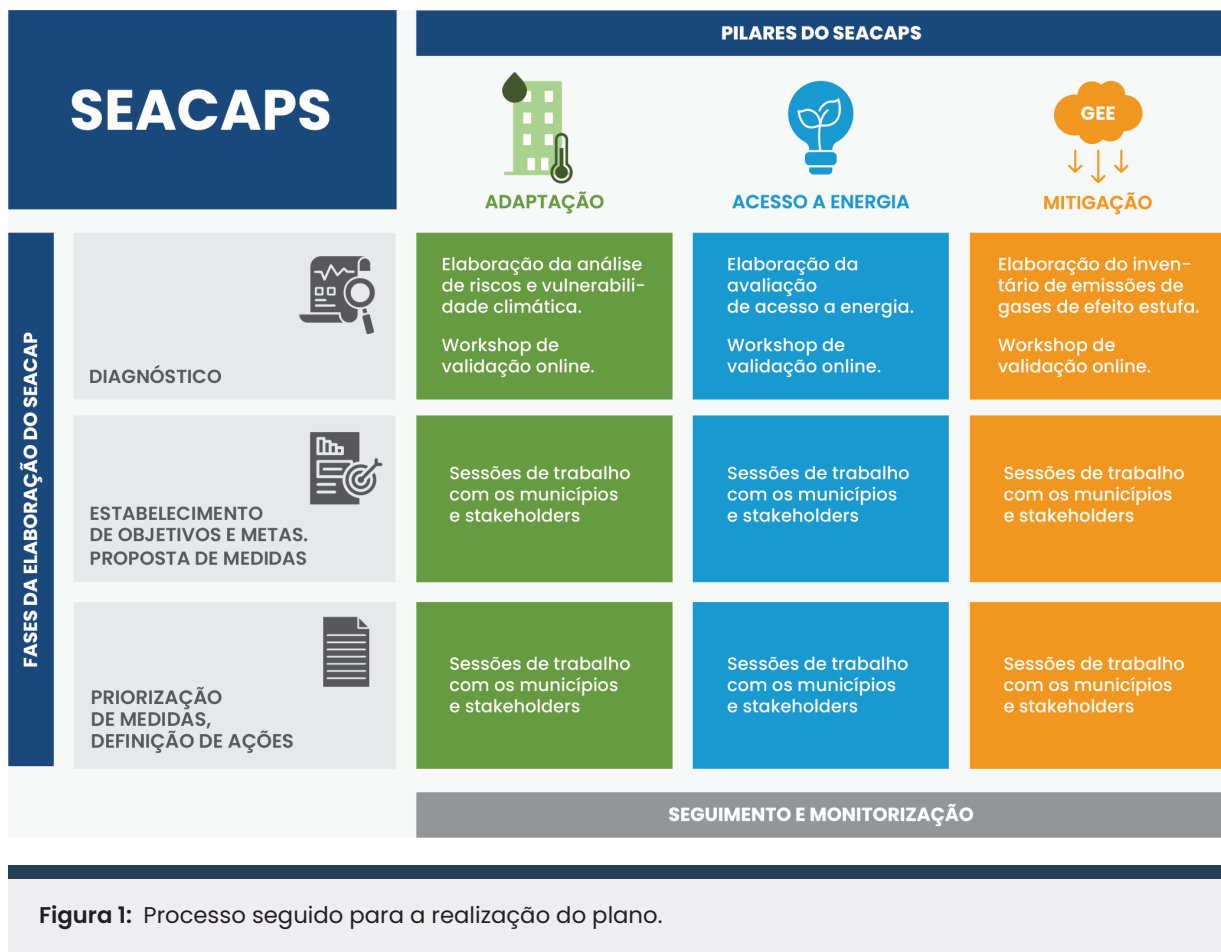 SEACAPS
PILARES DO SEACAPS
ADAPTAÇÃO
ACESSO A ENERGIA
GEE
MITIGAÇÃO
FASES DA ELABORAÇÃO DO SEACAP
DIAGNÓSTICO
Elaboração da análise
de riscos e vulnerabili-
dade climática.
Workshop de
validação online.
Elaboração da
avaliação
de acesso a energia.
Workshop de
validação online.
Elaboração do inven-
tário de emissões de
gases de efeito estufa.
Workshop de
validação online.
ESTABELECIMENTO
DE OBJETIVOS E METAS.
PROPOSTA DE MEDIDAS
Sessões de trabalho
com os municípios
e stakeholders
Sessões de trabalho
com os municípios
e stakeholders
Sessões de trabalho
com os municípios
e stakeholders
PRIORIZAÇÃO
DE MEDIDAS,
DEFINIÇÃO DE AÇÕES
Sessões de trabalho
com os municípios
e stakeholders
Sessões de trabalho
com os municípios
e stakeholders
Sessões de trabalho
com os municípios
e stakeholders
SEGUIMENTO E MONITORIZAÇÃO
Figura 1: Processo seguido para a realização do plano.